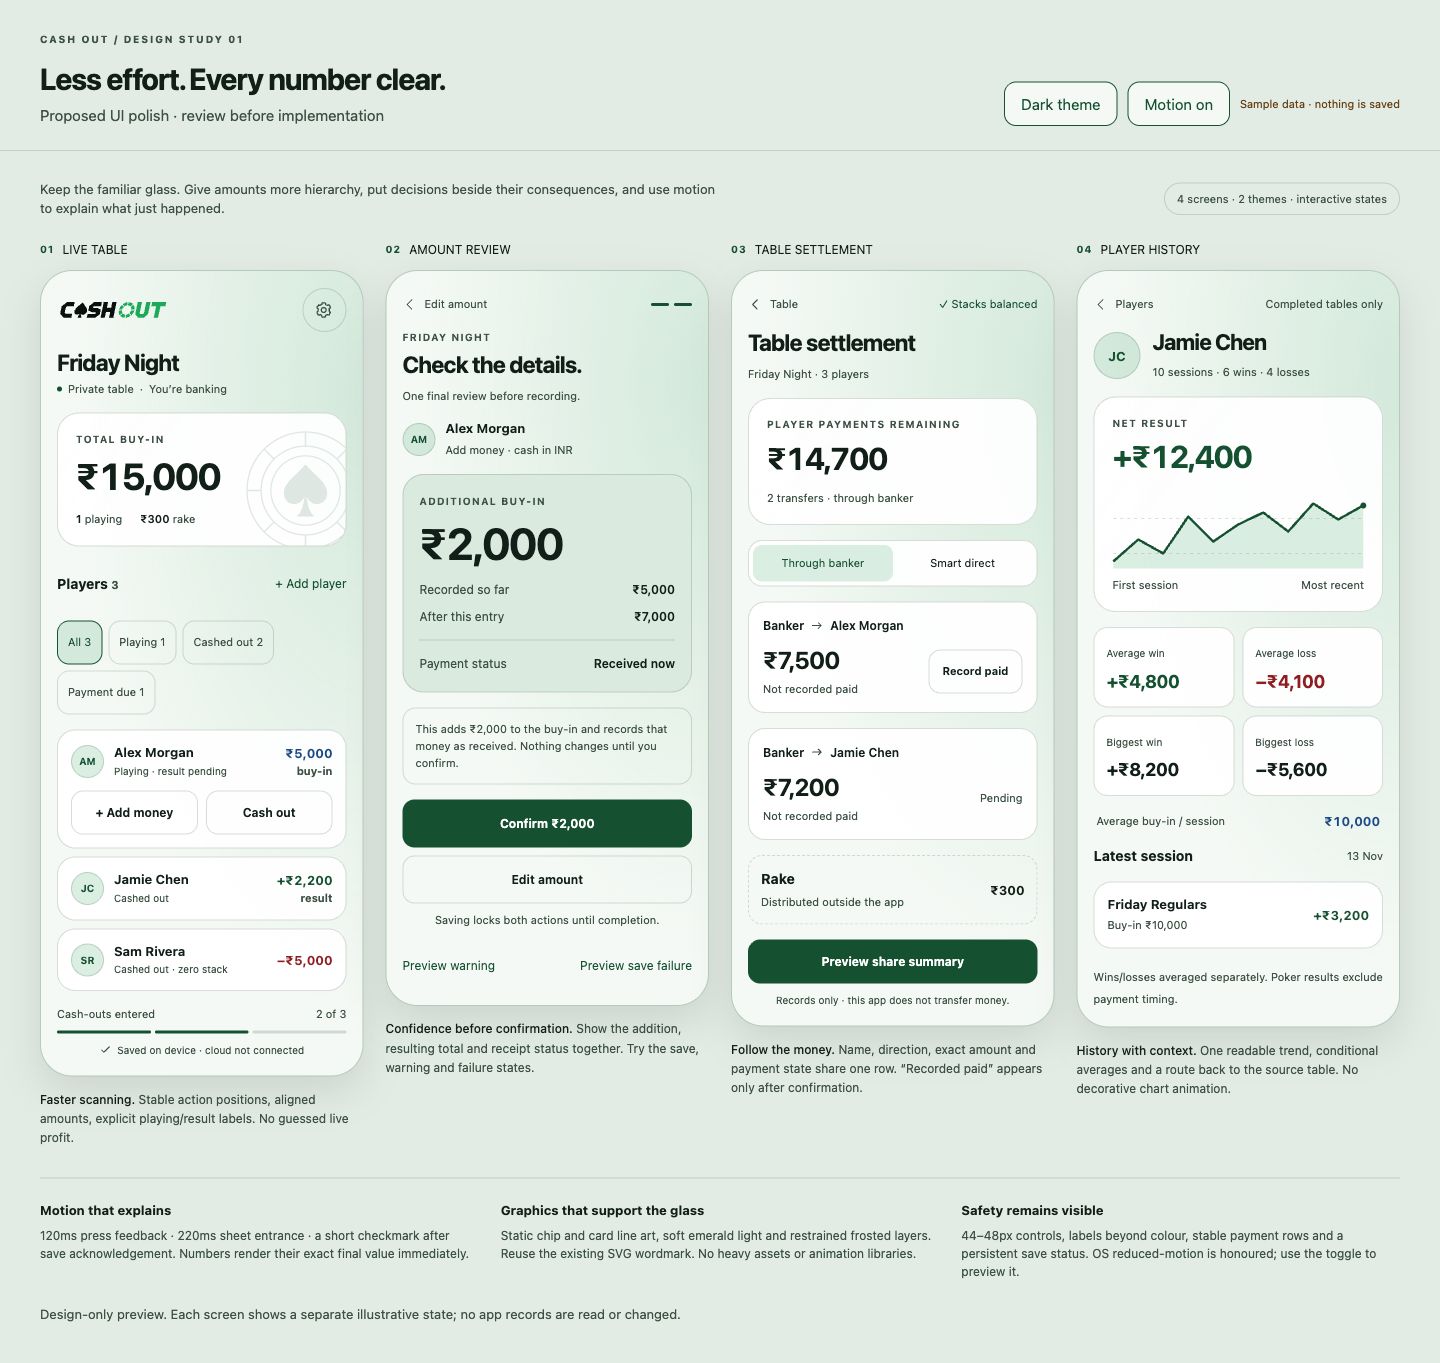 CASH OUT / DESIGN STUDY 01
Less effort. Every number clear.
Proposed UI polish · review before implementation
Dark theme
Motion on
Sample data · nothing is saved
Keep the familiar glass. Give amounts more hierarchy, put decisions beside their consequences, and use motion
to explain what just happened.
4 screens · 2 themes · interactive states
01 LIVE TABLE
CASH OUT
Friday Night
Private table · You’re banking
TOTAL BUY-IN
₹15,000
1 playing ₹300 rake
Players 3
+ Add player
All 3
Playing 1
Cashed out 2
Payment due 1
AM
Alex Morgan
Playing · result pending
₹5,000
buy-in
+ Add money
Cash out
JC
Jamie Chen
Cashed out
+₹2,200
result
SR
Sam Rivera
Cashed out · zero stack
−₹5,000
Cash-outs entered
2 of 3
✓ Saved on device · cloud not connected
Faster scanning. Stable action positions, aligned
amounts, explicit playing/result labels. No guessed live
profit.
02 AMOUNT REVIEW
Edit amount
FRIDAY NIGHT
Check the details.
One final review before recording.
AM
Alex Morgan
Add money · cash in INR
ADDITIONAL BUY-IN
₹2,000
Recorded so far ₹5,000
After this entry ₹7,000
Payment status Received now
This adds ₹2,000 to the buy-in and records that
money as received. Nothing changes until you
confirm.
Confirm ₹2,000
Edit amount
Saving locks both actions until completion.
Preview warning
Preview save failure
Confidence before confirmation. Show the addition,
resulting total and receipt status together. Try the save,
warning and failure states.
03 TABLE SETTLEMENT
Table
✓ Stacks balanced
Table settlement
Friday Night · 3 players
PLAYER PAYMENTS REMAINING
₹14,700
2 transfers · through banker
Through banker
Smart direct
Banker → Alex Morgan
₹7,500
Not recorded paid
Record paid
Banker → Jamie Chen
₹7,200
Not recorded paid
Pending
Rake
Distributed outside the app
₹300
Preview share summary
Records only · this app does not transfer money.
Follow the money. Name, direction, exact amount and
payment state share one row. “Recorded paid” appears
only after confirmation.
04 PLAYER HISTORY
Players
Completed tables only
JC
Jamie Chen
10 sessions · 6 wins · 4 losses
NET RESULT
+₹12,400
First session
Most recent
Average win
+₹4,800
Average loss
−₹4,100
Biggest win
+₹8,200
Biggest loss
−₹5,600
Average buy-in / session ₹10,000
Latest session 13 Nov
Friday Regulars
Buy-in ₹10,000
+₹3,200
Wins/losses averaged separately. Poker results exclude
payment timing.
History with context. One readable trend, conditional
averages and a route back to the source table. No
decorative chart animation.
Motion that explains
120ms press feedback · 220ms sheet entrance · a short checkmark after
save acknowledgement. Numbers render their exact final value immediately.
Graphics that support the glass
Static chip and card line art, soft emerald light and restrained frosted layers.
Reuse the existing SVG wordmark. No heavy assets or animation libraries.
Safety remains visible
44–48px controls, labels beyond colour, stable payment rows and a
persistent save status. OS reduced-motion is honoured; use the toggle to
preview it.
Design-only preview. Each screen shows a separate illustrative state; no app records are read or changed.